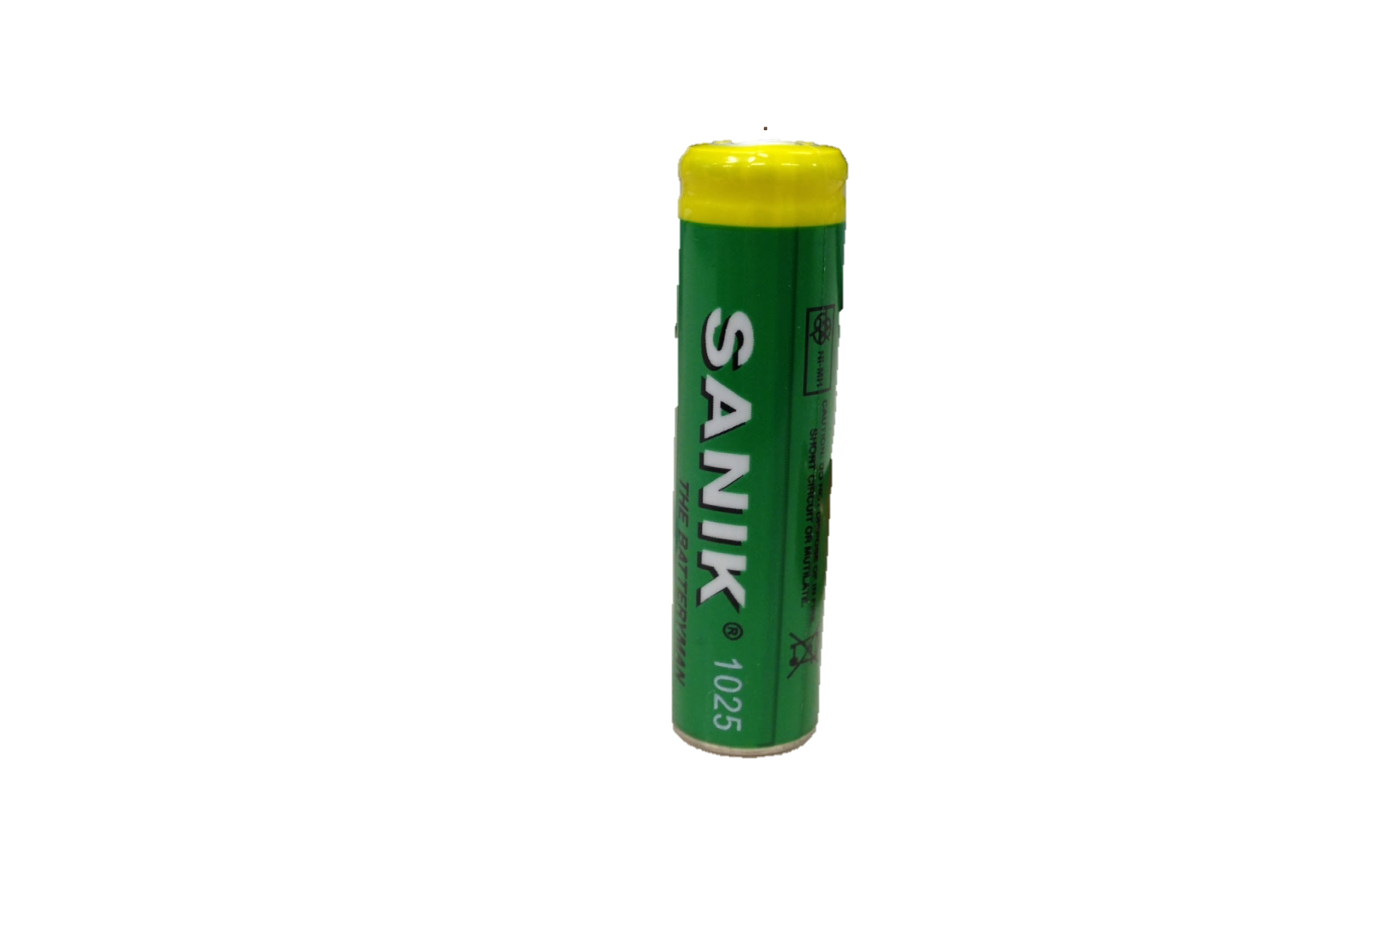 SANIK® 1025
THE BATTERYMAN
NI-MH
SHORT CIRCUIT OR MUTILATE.